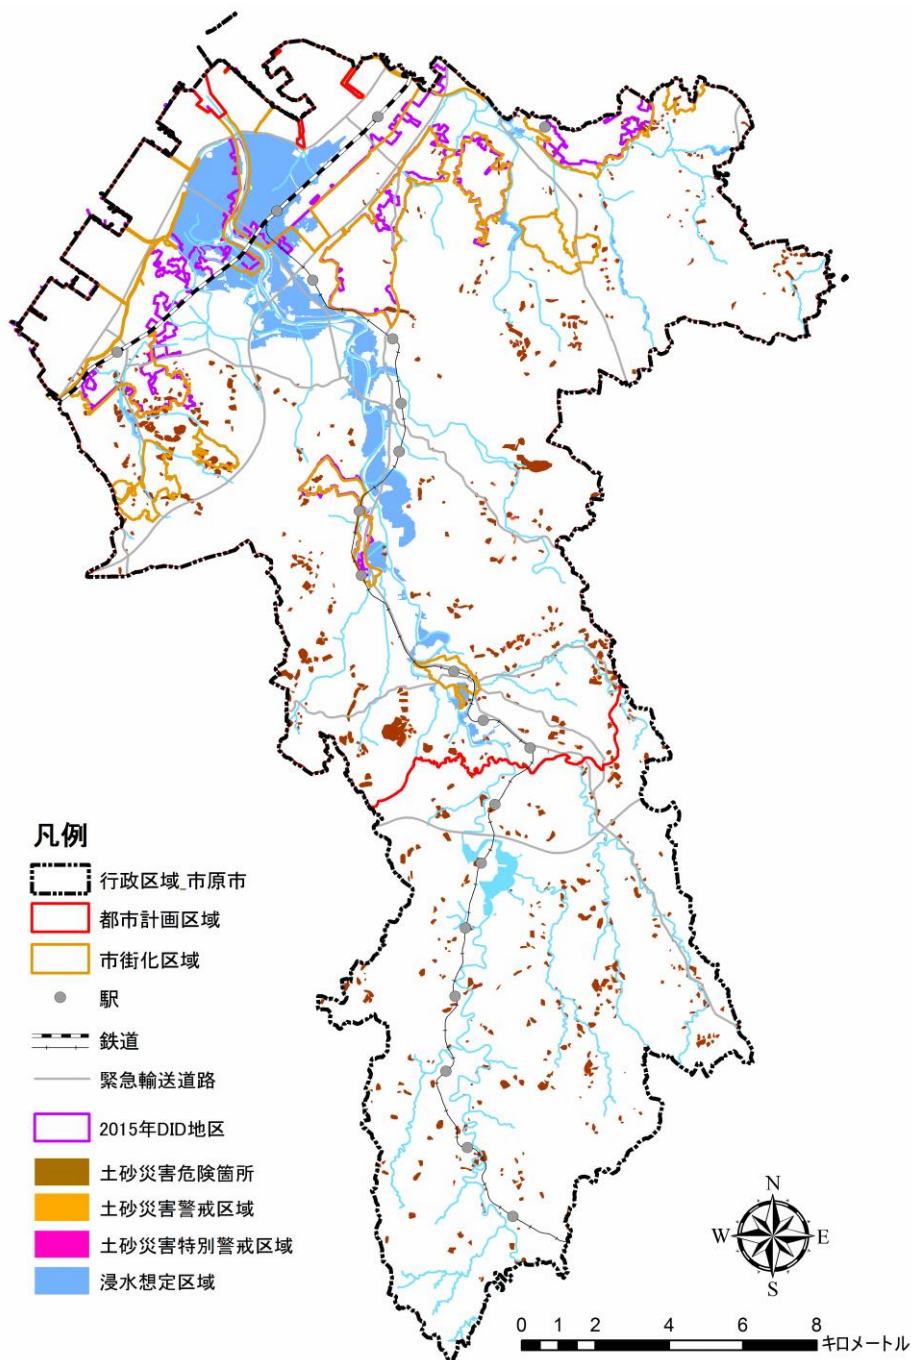 凡例
行政区域_市原市
都市計画区域
市街化区域
駅
鉄道
緊急輸送道路
2015年DID地区
土砂災害危険箇所
土砂災害警戒区域
土砂災害特別警戒区域
浸水想定区域
N
W E
S
0 1 2 4 6 8
キロメートル